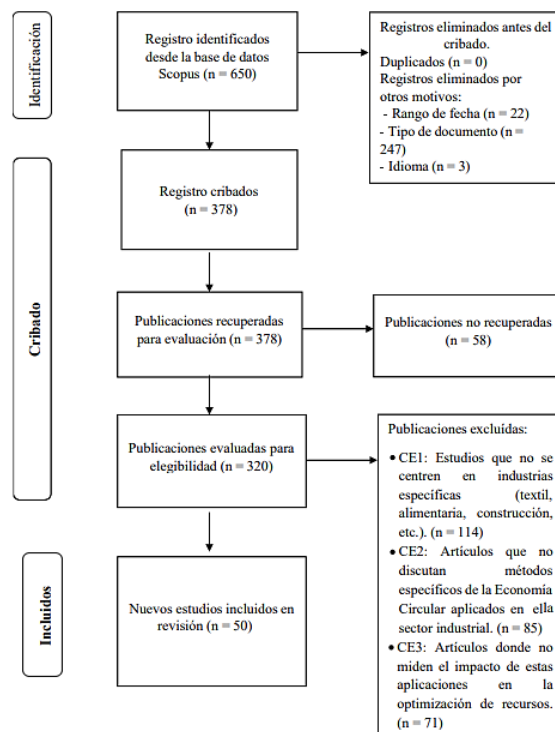 Identificación
Registro identificados
desde la base de datos
Scopus (n = 650)
Registros eliminados antes del
cribado.
Duplicados (n = 0)
Registros eliminados por
otros motivos:
- Rango de fecha (n = 22)
- Tipo de documento (n =
247)
- Idioma (n = 3)
Cribado
Registro cribados
(n = 378)
Publicaciones recuperadas
para evaluación (n = 378)
Publicaciones no recuperadas
(n = 58)
Publicaciones evaluadas para
elegibilidad (n = 320)
Publicaciones excluídas:
• CE1: Estudios que no se
centren en industrias
específicas (textil,
alimentaria, construcción,
etc.). (n = 114)
• CE2: Artículos que no
discutan métodos
específicos de la Economía
Circular aplicados en ella
sector industrial. (n = 85)
• CE3: Artículos donde no
miden el impacto de estas
aplicaciones en la
optimización de recursos.
(n = 71)
Incluidos
Nuevos estudios incluidos en
revisión (n = 50)